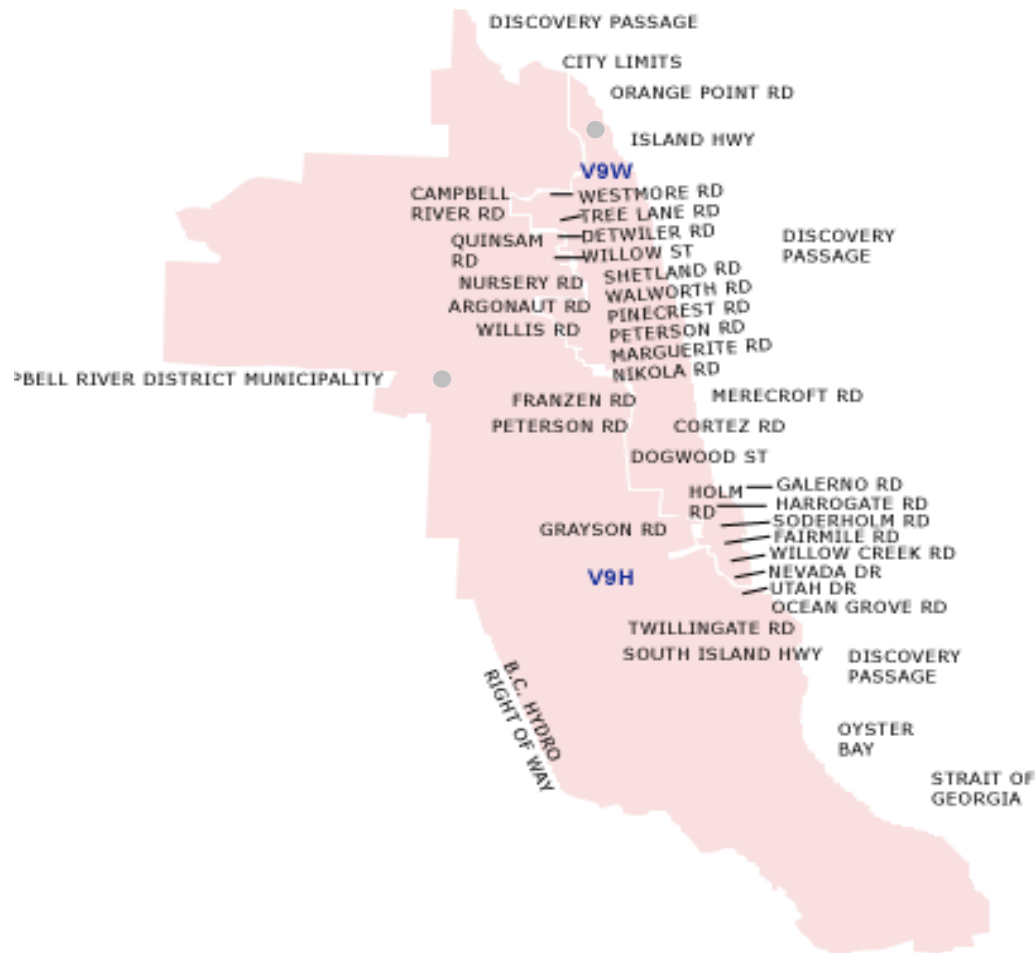 DISCOVERY PASSAGE
CITY LIMITS
ORANGE POINT RD
ISLAND HWY
V9W
CAMPBELL
RIVER RD
WESTMORE RD
TREE LANE RD
QUINSAM
RD
DETWILER RD
WILLOW ST
DISCOVERY
PASSAGE
NURSERY RD
SHETLAND RD
WALWORTH RD
ARGONAUT RD
PINECREST RD
WILLIS RD
PETERSON RD
MARGUERITE RD
NIKOLA RD
PBELL RIVER DISTRICT MUNICIPALITY
FRANZEN RD
MERECROFT RD
PETERSON RD
CORTEZ RD
DOGWOOD ST
HOLM
RD
GALERNO RD
HARROGATE RD
SODERHOLM RD
GRAYSON RD
FAIRMILE RD
WILLOW CREEK RD
V9H
NEVADA DR
UTAH DR
OCEAN GROVE RD
TWILLINGATE RD
SOUTH ISLAND HWY
DISCOVERY
PASSAGE
B.C. HYDRO
RIGHT OF WAY
OYSTER
BAY
STRAIT OF
GEORGIA